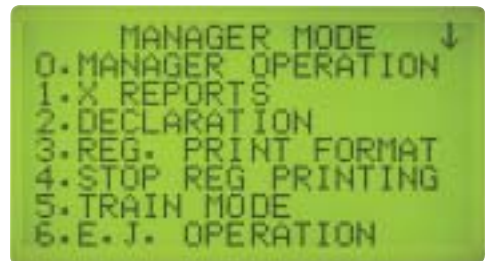 MANAGER MODE ↓
0.MANAGER OPERATION
1.X REPORTS
2.DECLARATION
3.REG. PRINT FORMAT
4.STOP REG PRINTING
5.TRAIN MODE
6.E.J. OPERATION